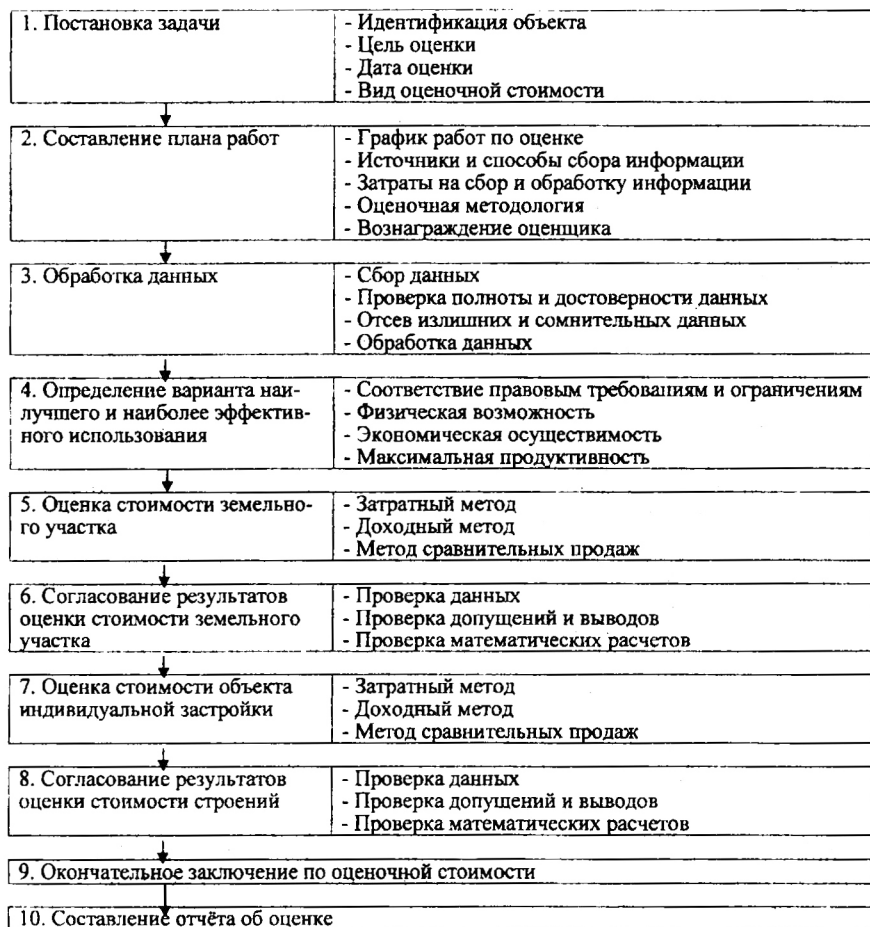 1. Постановка задачи
- Идентификация объекта
- Цель оценки
- Дата оценки
- Вид оценочной стоимости
2. Составление плана работ
- График работ по оценке
- Источники и способы сбора информации
- Затраты на сбор и обработку информации
- Оценочная методология
- Вознаграждение оценщика
3. Обработка данных
- Сбор данных
- Проверка полноты и достоверности данных
- Отсев излишних и сомнительных данных
- Обработка данных
4. Определение варианта наи-
лучшего и наиболее эффектив-
ного использования
- Соответствие правовым требованиям и ограничениям
- Физическая возможность
- Экономическая осуществимость
- Максимальная продуктивность
5. Оценка стоимости земельно-
го участка
- Затратный метод
- Доходный метод
- Метод сравнительных продаж
6. Согласование результатов
оценки стоимости земельного
участка
- Проверка данных
- Проверка допущений и выводов
- Проверка математических расчетов
7. Оценка стоимости объекта
индивидуальной застройки
- Затратный метод
- Доходный метод
- Метод сравнительных продаж
8. Согласование результатов
оценки стоимости строений
- Проверка данных
- Проверка допущений и выводов
- Проверка математических расчетов
9. Окончательное заключение по оценочной стоимости
10. Составление отчёта об оценке